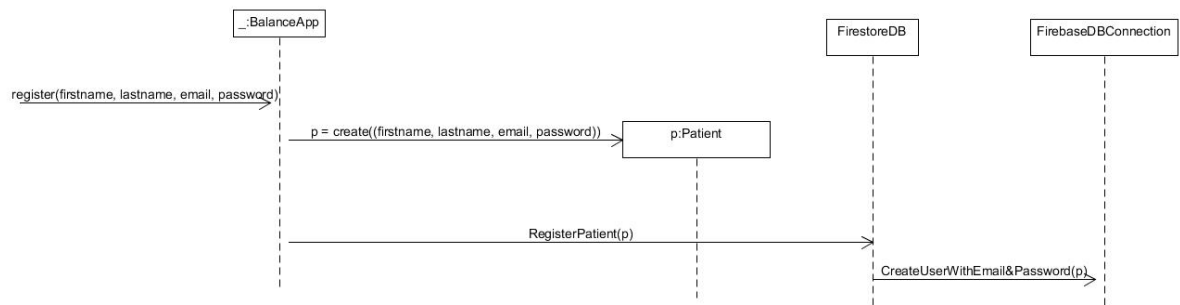 _:BalanceApp
FirestoreDB
FirebaseDBConnection
register(firstname, lastname, email, password)
p = create((firstname, lastname, email, password))
p:Patient
RegisterPatient(p)
CreateUserWithEmail&Password(p)